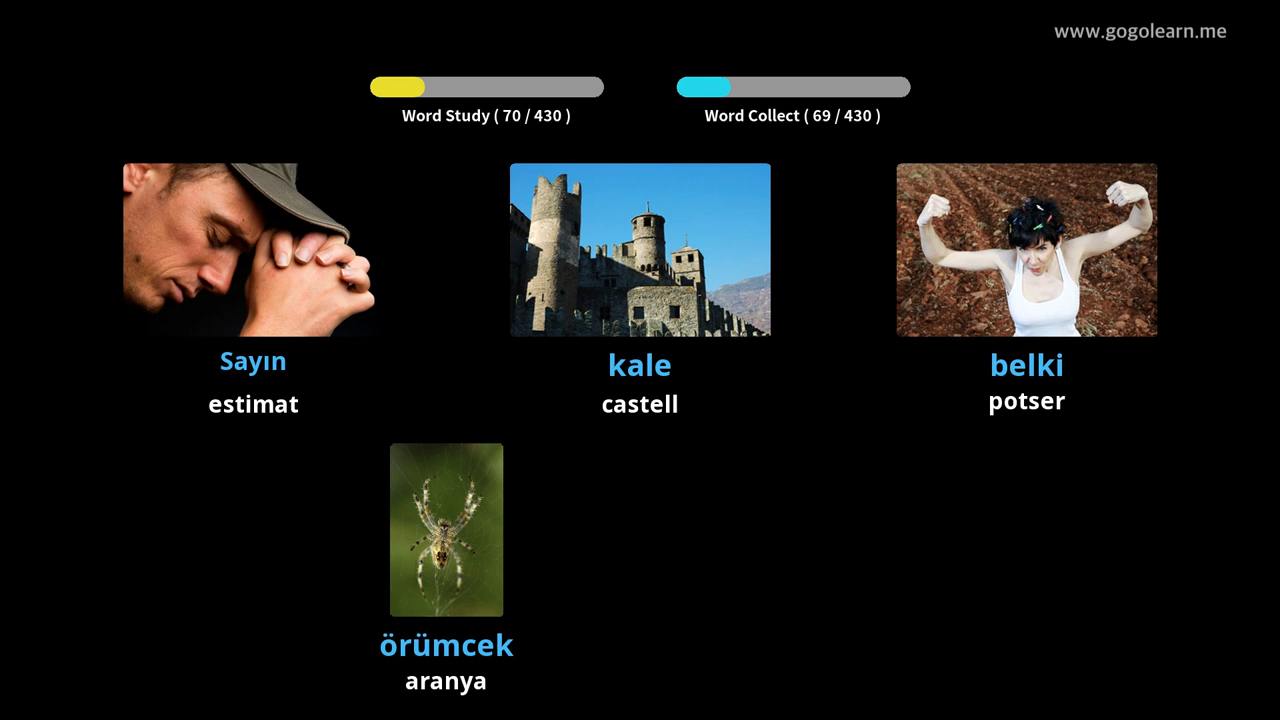 www.gogolearn.me
Word Study ( 70 / 430 )
Word Collect ( 69 / 430 )
Sayın
estimat
kale
castell
belki
potser
örümcek
aranya